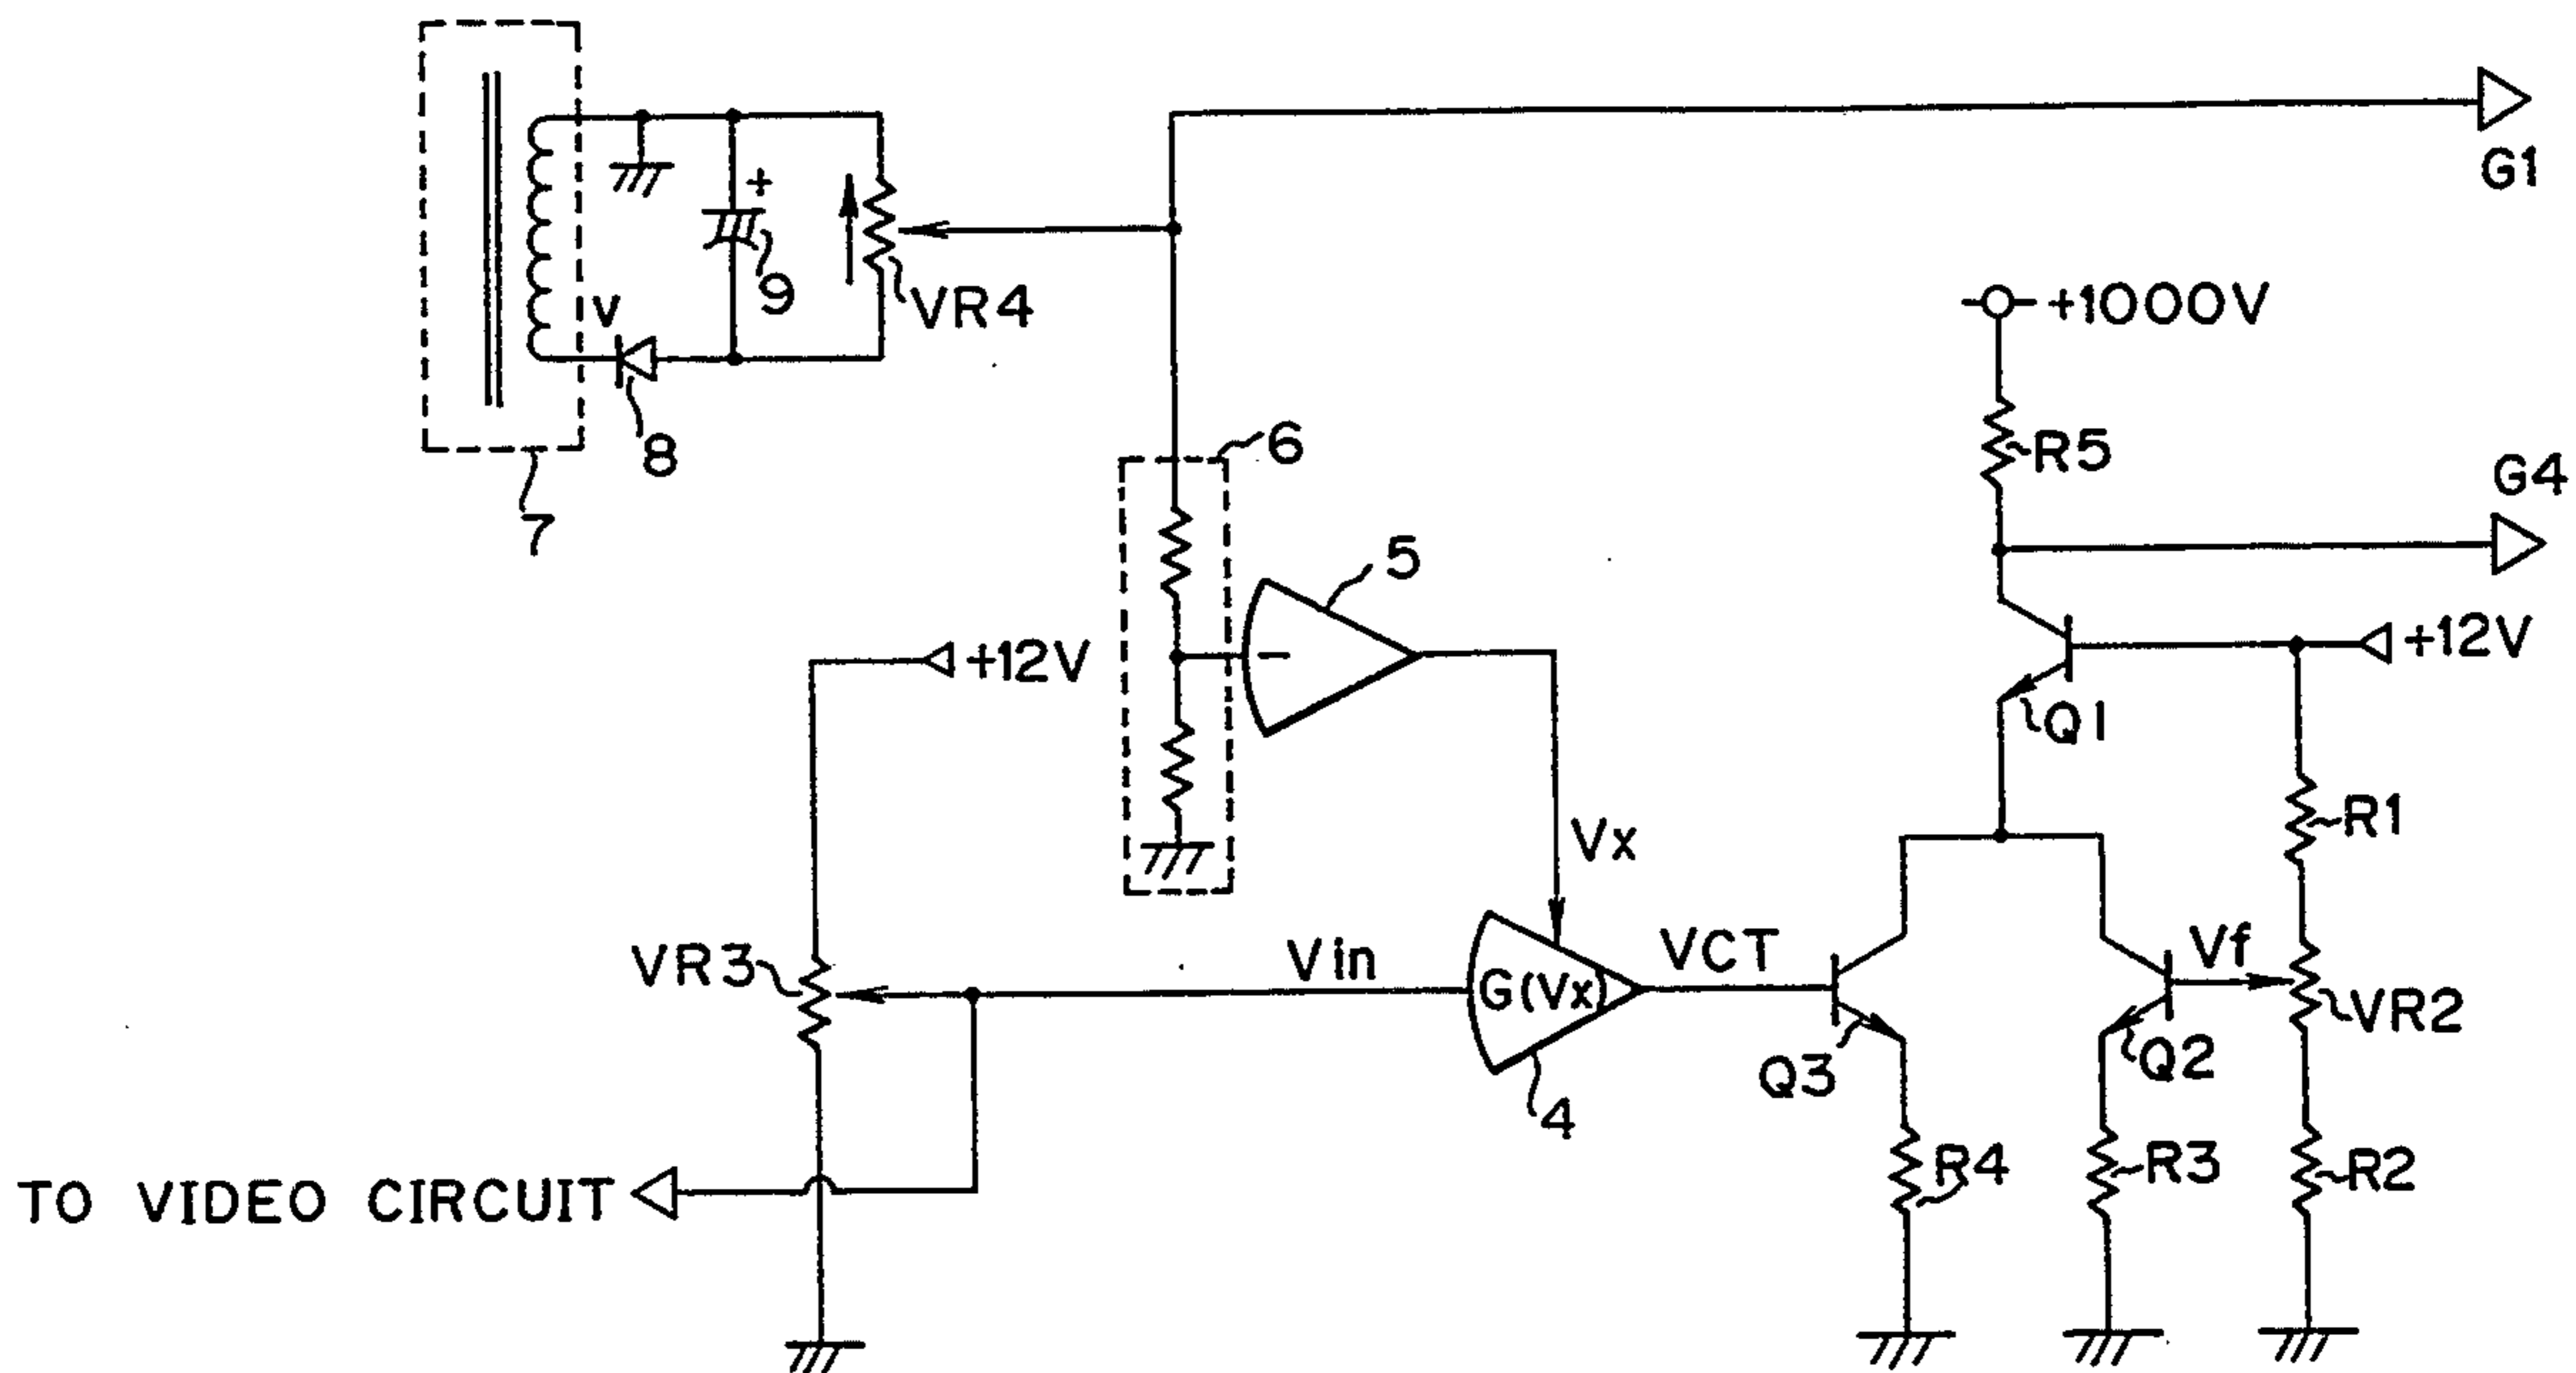 G1
+
9
VR4
V
8
7
+1000V
R5
G4
6
5
+12V
−
+12V
Q1
R1
Vx
VR3
Vin
G(Vx)
VCT
Vf
VR2
Q3
Q2
4
R4
R3
R2
TO VIDEO CIRCUIT